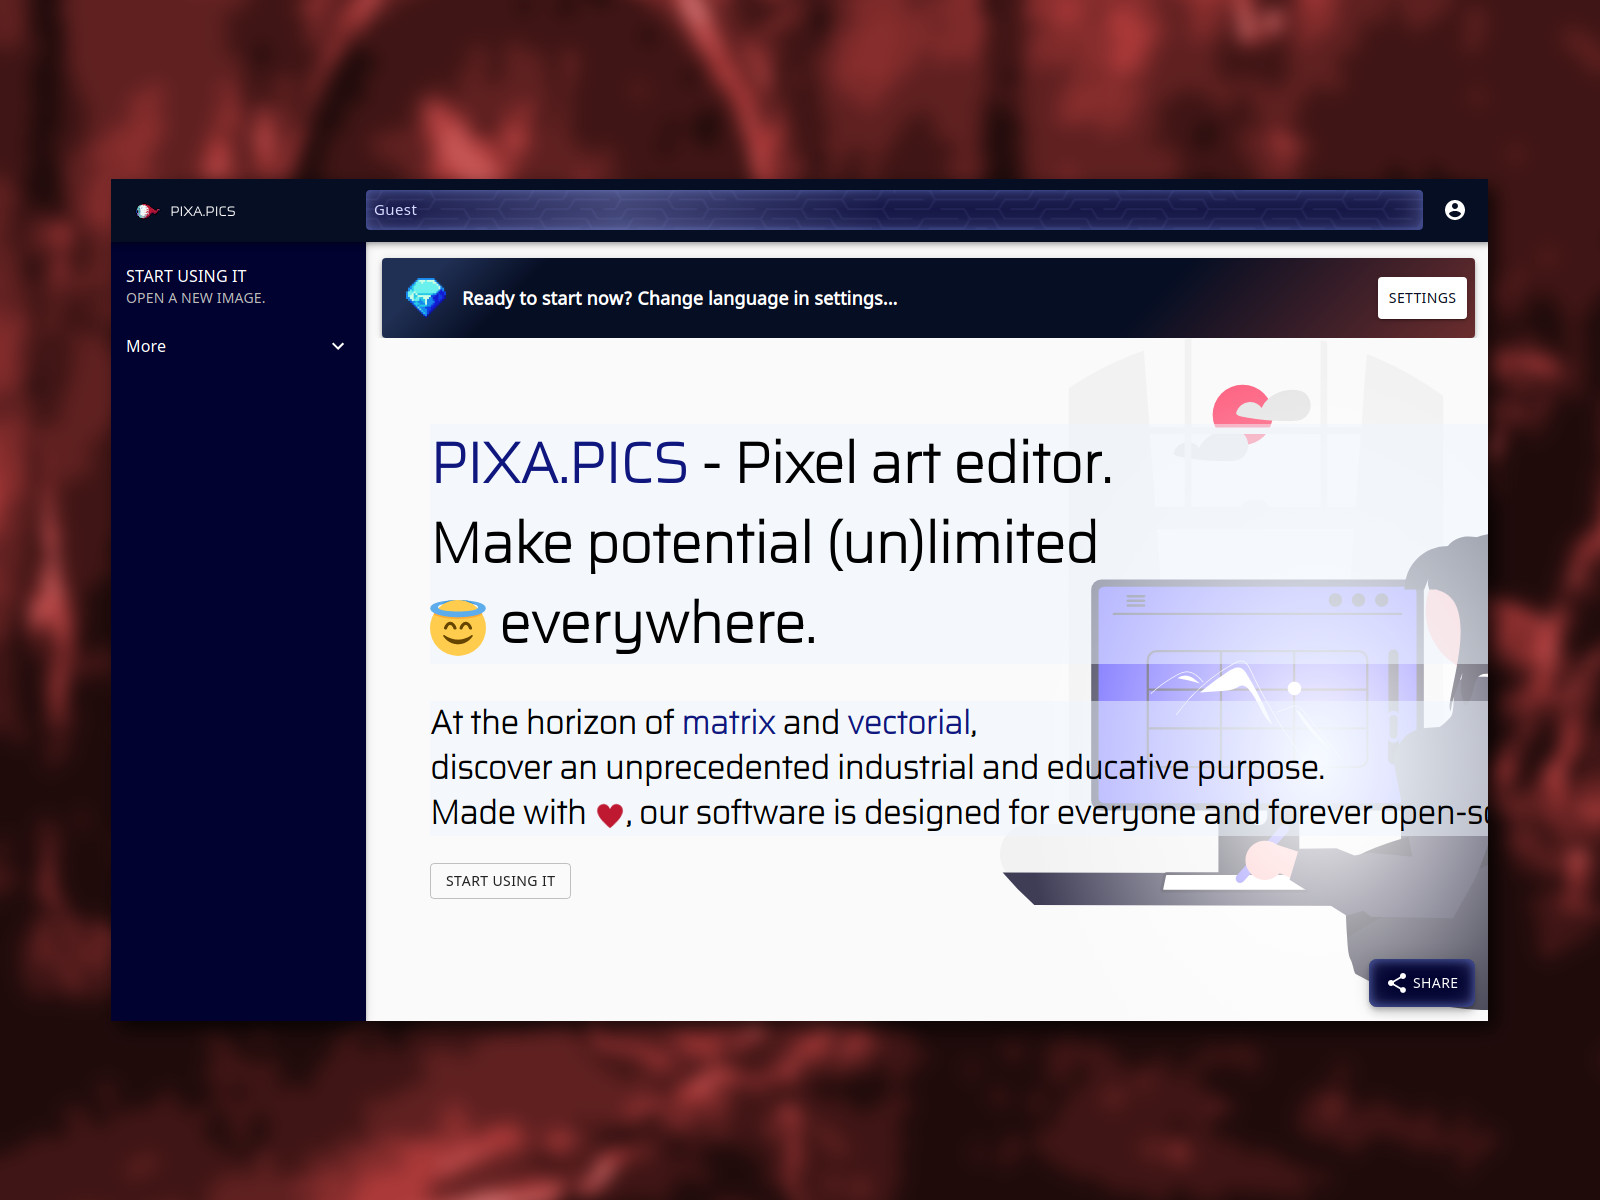 PIXA.PICS
Guest
START USING IT
OPEN A NEW IMAGE.
More
Ready to start now? Change language in settings...
SETTINGS
PIXA.PICS - Pixel art editor.
Make potential (un)limited
😇 everywhere.
At the horizon of matrix and vectorial,
discover an unprecedented industrial and educative purpose.
Made with ❤, our software is designed for everyone and forever open-s
START USING IT
SHARE